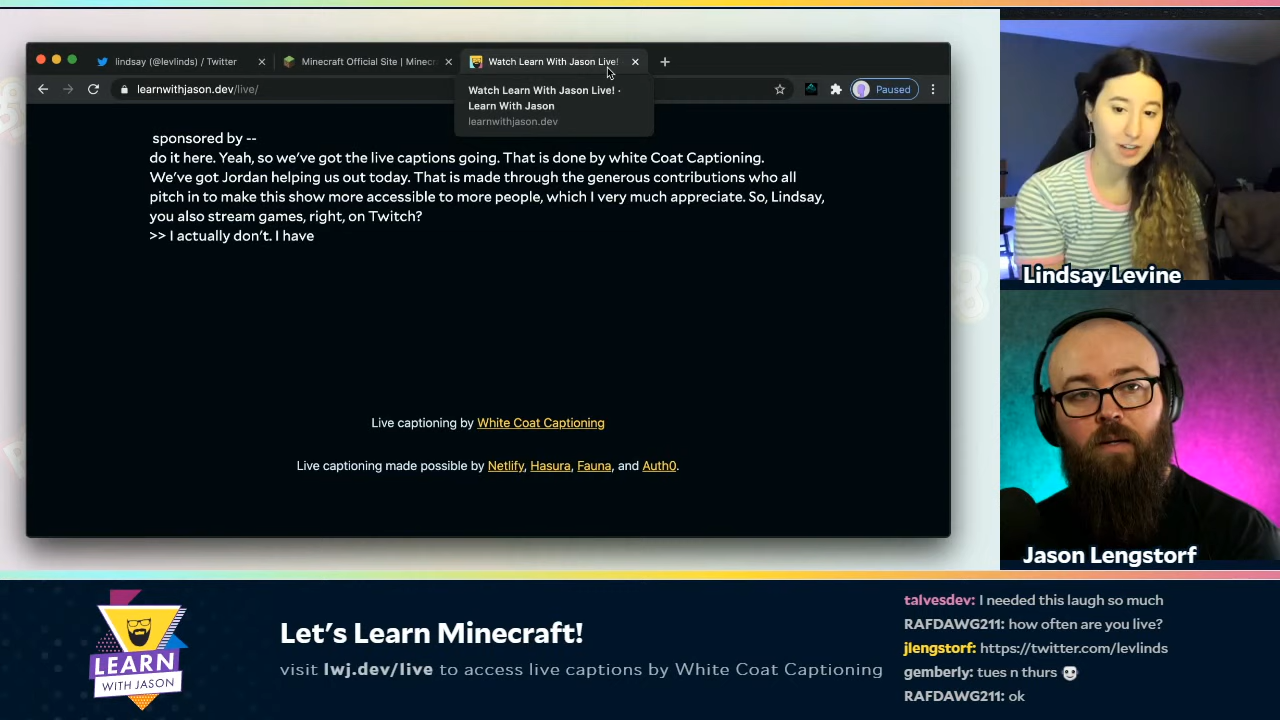 lindsay (@levlinds) / Twitter
Minecraft Official Site | Minecr
Watch Learn With Jason Live!
learnwithjason.dev/live/
Paused
Watch Learn With Jason Live! ·
Learn With Jason
learnwithjason.dev
sponsored by --
do it here. Yeah, so we've got the live captions going. That is done by white Coat Captioning.
We've got Jordan helping us out today. That is made through the generous contributions who all
pitch in to make this show more accessible to more people, which I very much appreciate. So, Lindsay,
you also stream games, right, on Twitch?
>> I actually don't. I have
Live captioning by White Coat Captioning
Live captioning made possible by Netlify, Hasura, Fauna, and Auth0.
Lindsay Levine
Jason Lengstorf
LEARN
WITH JASON
Let's Learn Minecraft!
visit lwj.dev/live to access live captions by White Coat Captioning
talvesdev: I needed this laugh so much
RAFDAWG211: how often are you live?
jlengstorf: https://twitter.com/levlinds
gemberly: tues n thurs
RAFDAWG211: ok